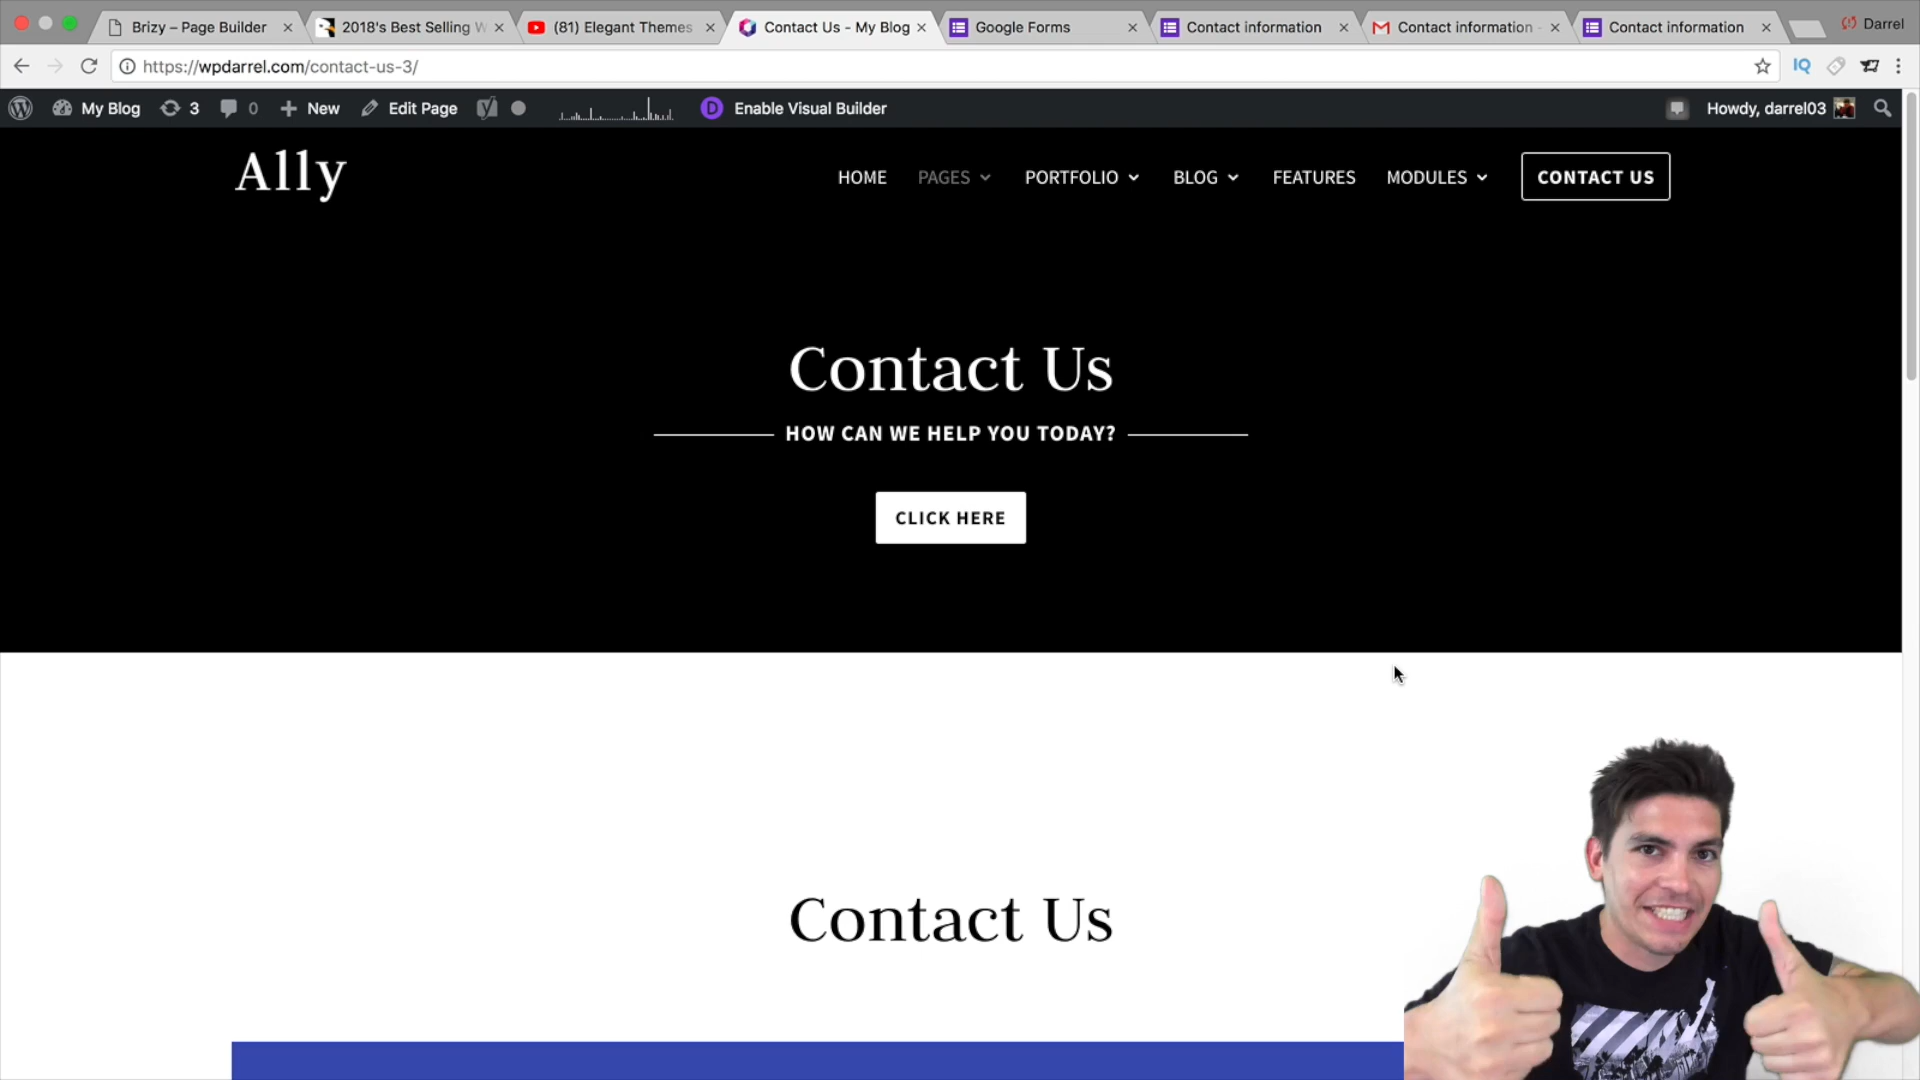 Brizy – Page Builder
2018's Best Selling W
(81) Elegant Themes
Contact Us - My Blog
Google Forms
Contact information
Contact information -
Contact information
Darrel
https://wpdarrel.com/contact-us-3/
IQ
My Blog
3
0
New
Edit Page
D
Enable Visual Builder
Howdy, darrel03
Ally
HOME
PAGES
PORTFOLIO
BLOG
FEATURES
MODULES
CONTACT US
Contact Us
HOW CAN WE HELP YOU TODAY?
CLICK HERE
Contact Us